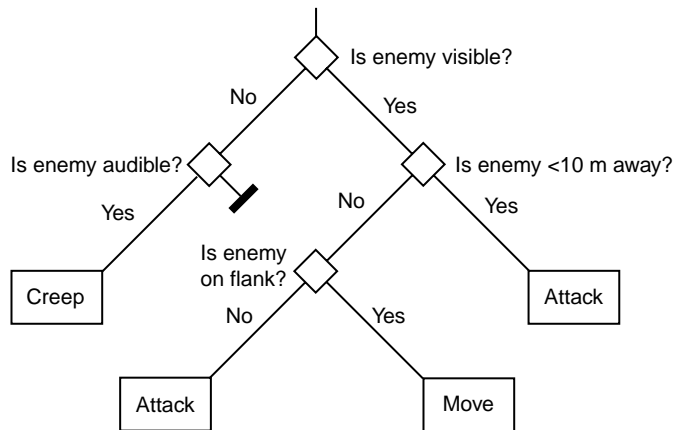 Is enemy visible?
No
Yes
Is enemy audible?
Is enemy <10 m away?
Yes
No
Yes
Is enemy
on flank?
Creep
Attack
No
Yes
Attack
Move